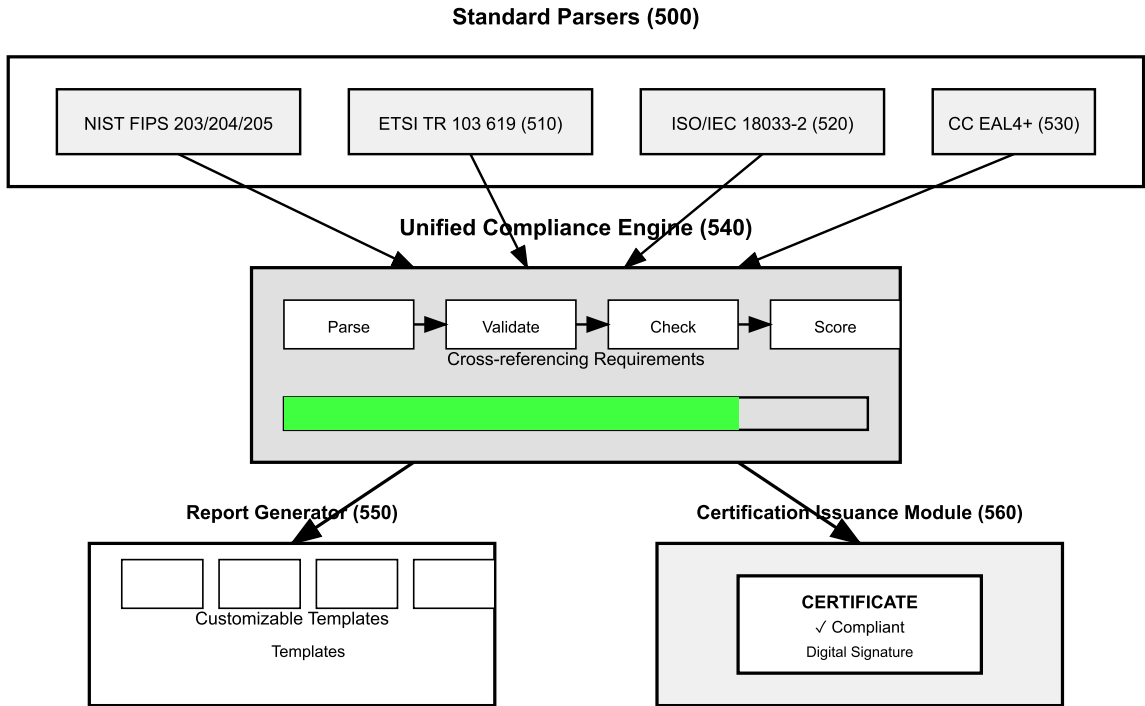 Standard Parsers (500)
NIST FIPS 203/204/205
ETSI TR 103 619 (510)
ISO/IEC 18033-2 (520)
CC EAL4+ (530)
Unified Compliance Engine (540)
Parse
Validate
Check
Score
Cross-referencing Requirements
Report Generator (550)
Customizable Templates
Templates
Certification Issuance Module (560)
CERTIFICATE
✓ Compliant
Digital Signature